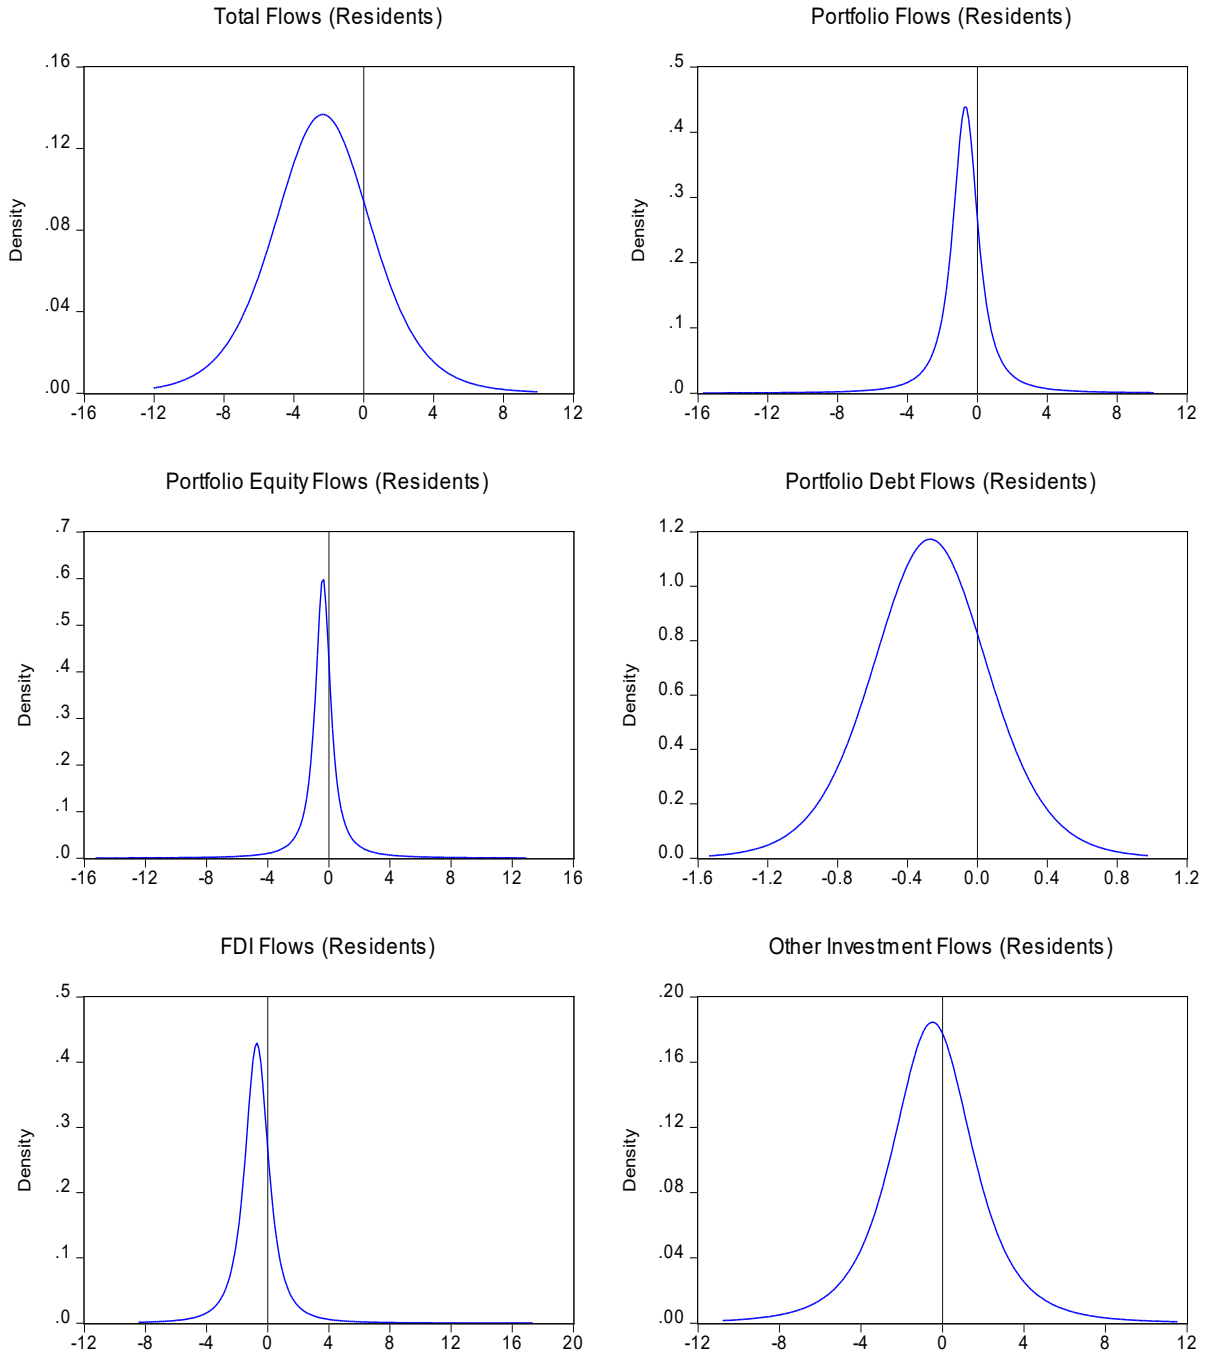 Total Flows (Residents)
Density
.16
.12
.08
.04
.00
-16 -12 -8 -4 0 4 8 12
Portfolio Flows (Residents)
Density
.5
.4
.3
.2
.1
.0
-16 -12 -8 -4 0 4 8 12
Portfolio Equity Flows (Residents)
Density
.7
.6
.5
.4
.3
.2
.1
.0
-16 -12 -8 -4 0 4 8 12 16
Portfolio Debt Flows (Residents)
Density
1.2
1.0
0.8
0.6
0.4
0.2
0.0
-1.6 -1.2 -0.8 -0.4 0.0 0.4 0.8 1.2
FDI Flows (Residents)
Density
.5
.4
.3
.2
.1
.0
-12 -8 -4 0 4 8 12 16 20
Other Investment Flows (Residents)
Density
.20
.16
.12
.08
.04
.00
-12 -8 -4 0 4 8 12